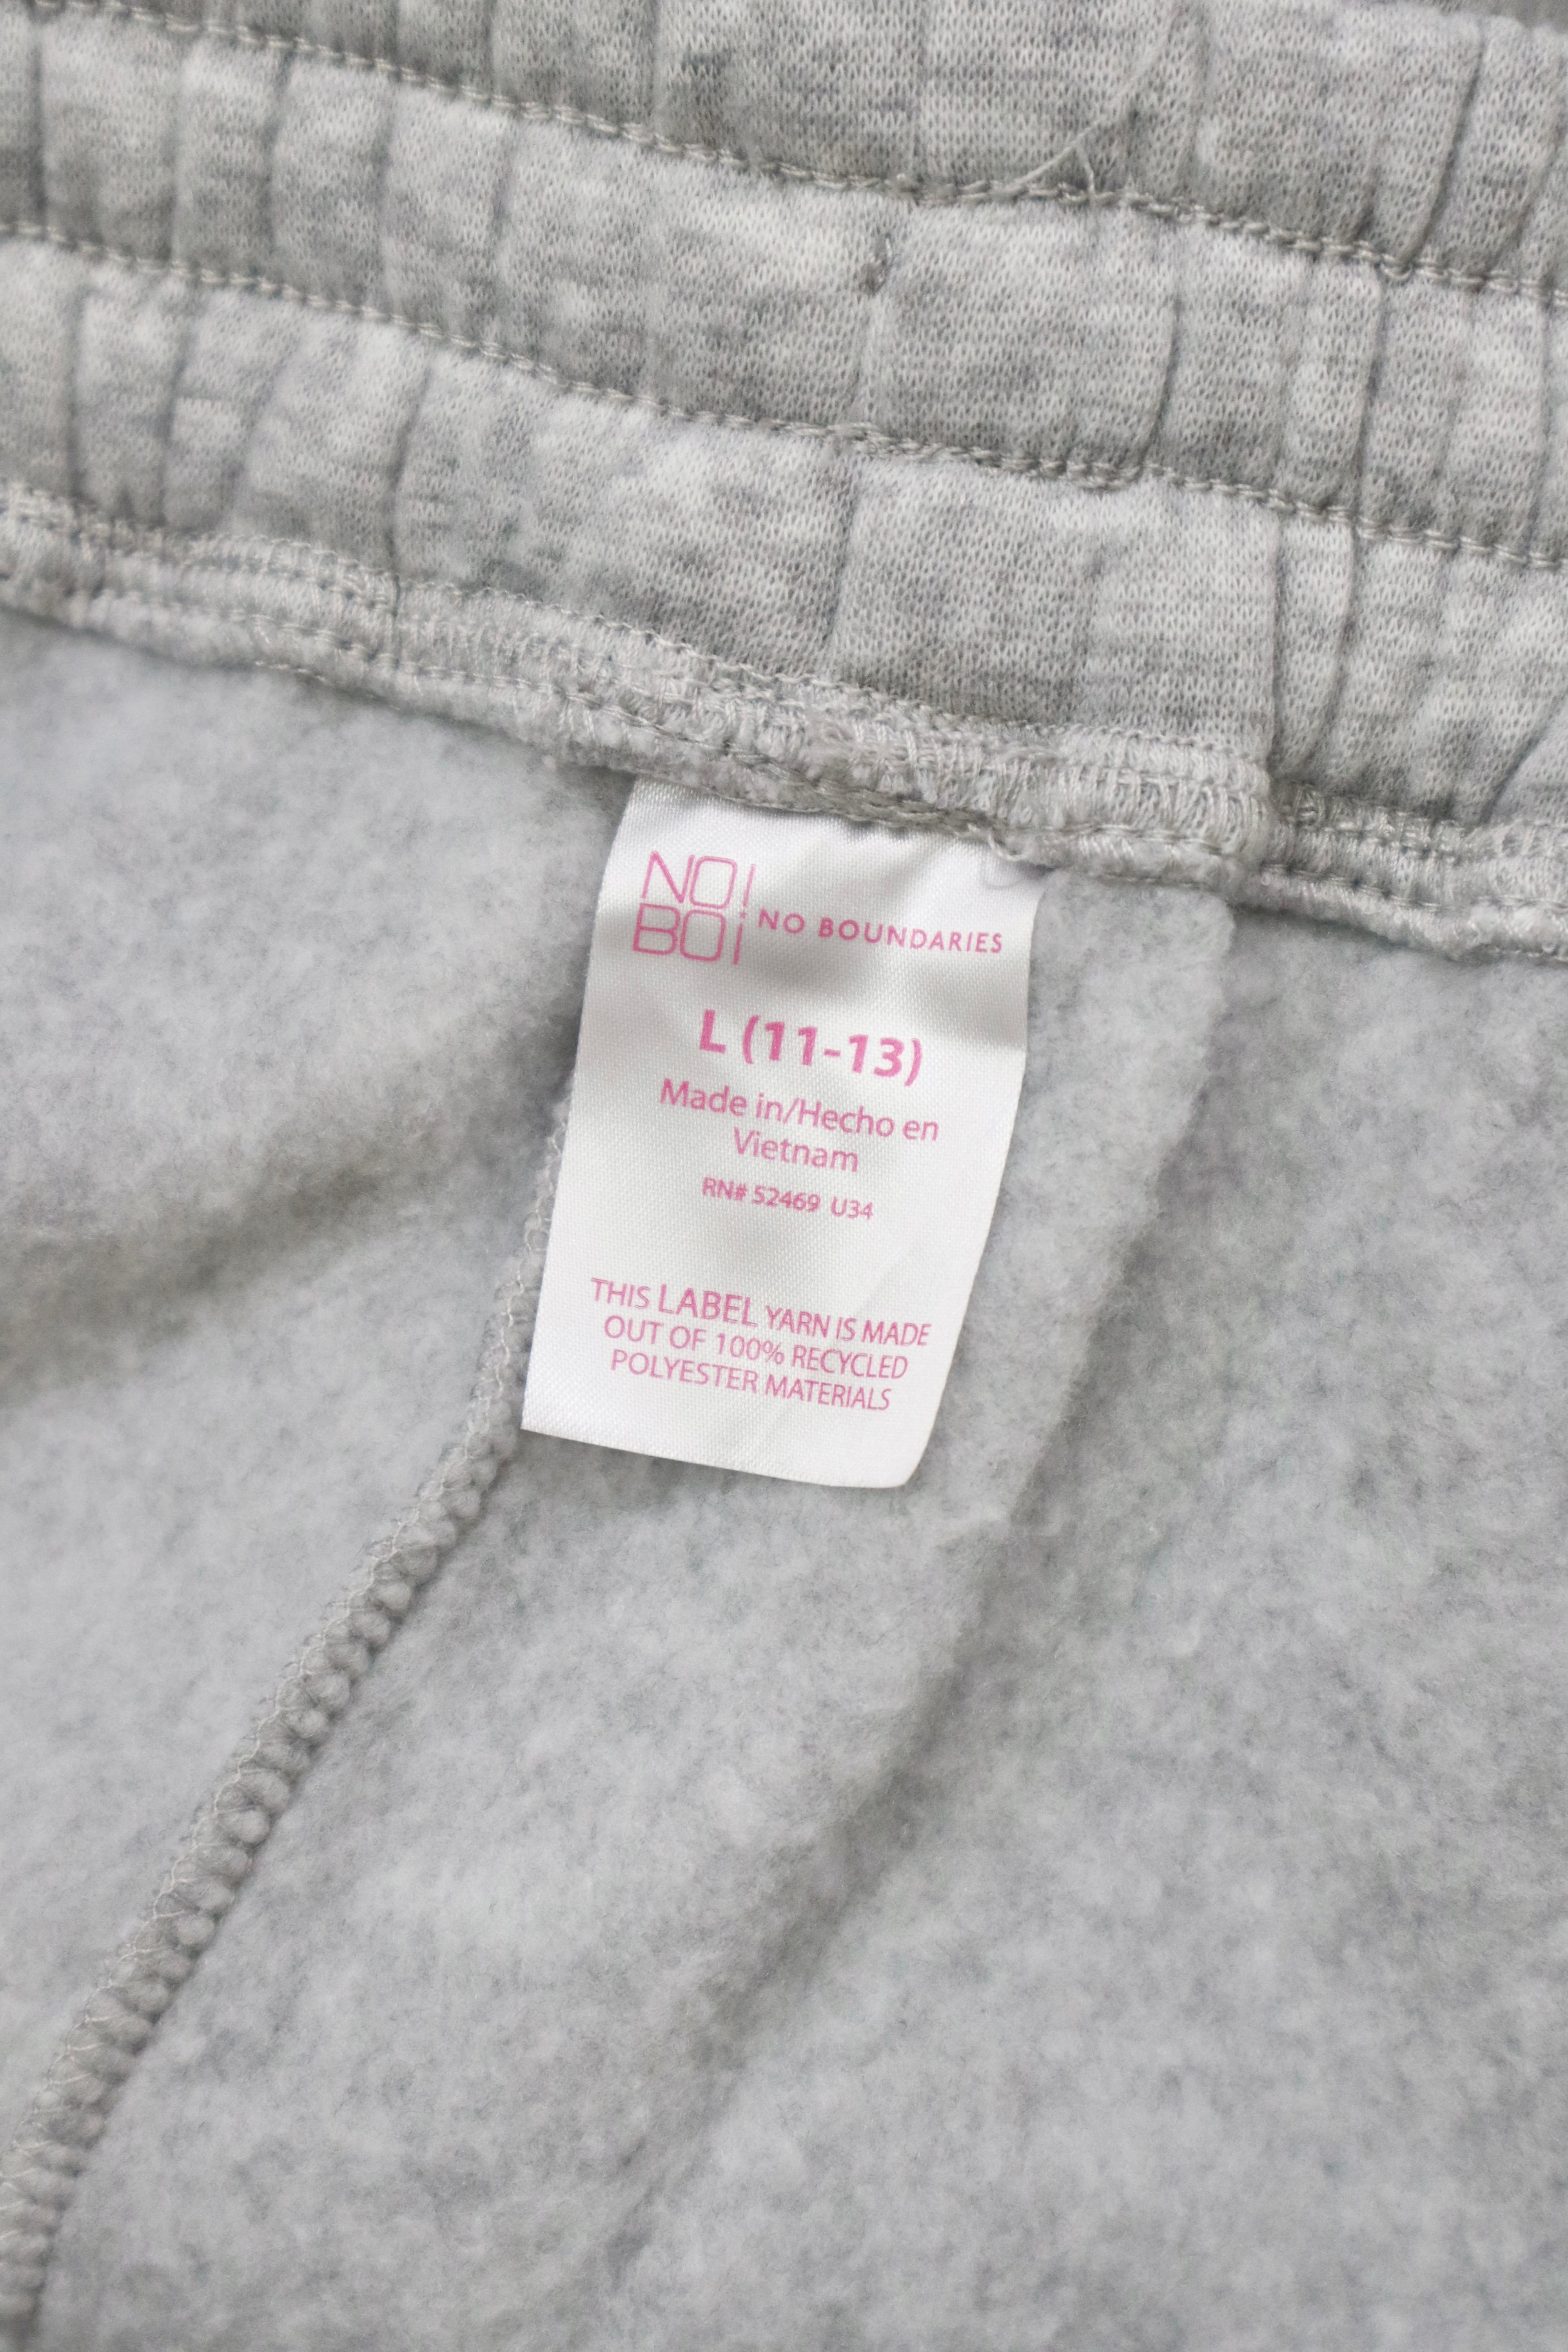 NO!
BO¡ NO BOUNDARIES
L (11-13)
Made in/Hecho en
Vietnam
RN# 52469 U34
THIS LABEL YARN IS MADE
OUT OF 100% RECYCLED
POLYESTER MATERIALS